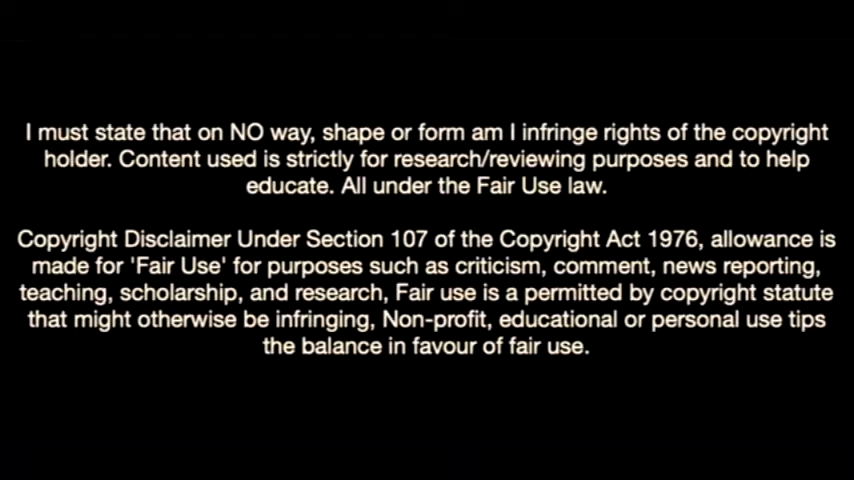 I must state that on NO way, shape or form am I infringe rights of the copyright
holder. Content used is strictly for research/reviewing purposes and to help
educate. All under the Fair Use law.
Copyright Disclaimer Under Section 107 of the Copyright Act 1976, allowance is
made for 'Fair Use' for purposes such as criticism, comment, news reporting,
teaching, scholarship, and research, Fair use is a permitted by copyright statute
that might otherwise be infringing, Non-profit, educational or personal use tips
the balance in favour of fair use.